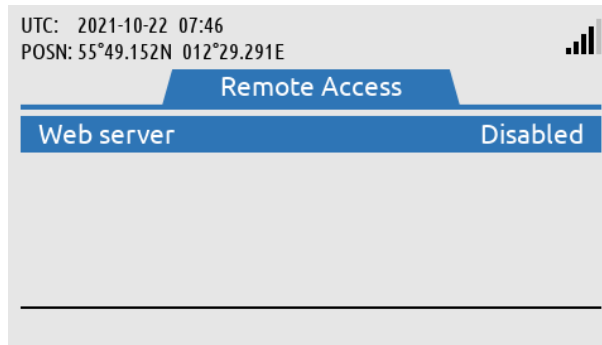 UTC: 2021-10-22 07:46
POSN: 55°49.152N 012°29.291E
Remote Access
Web server Disabled